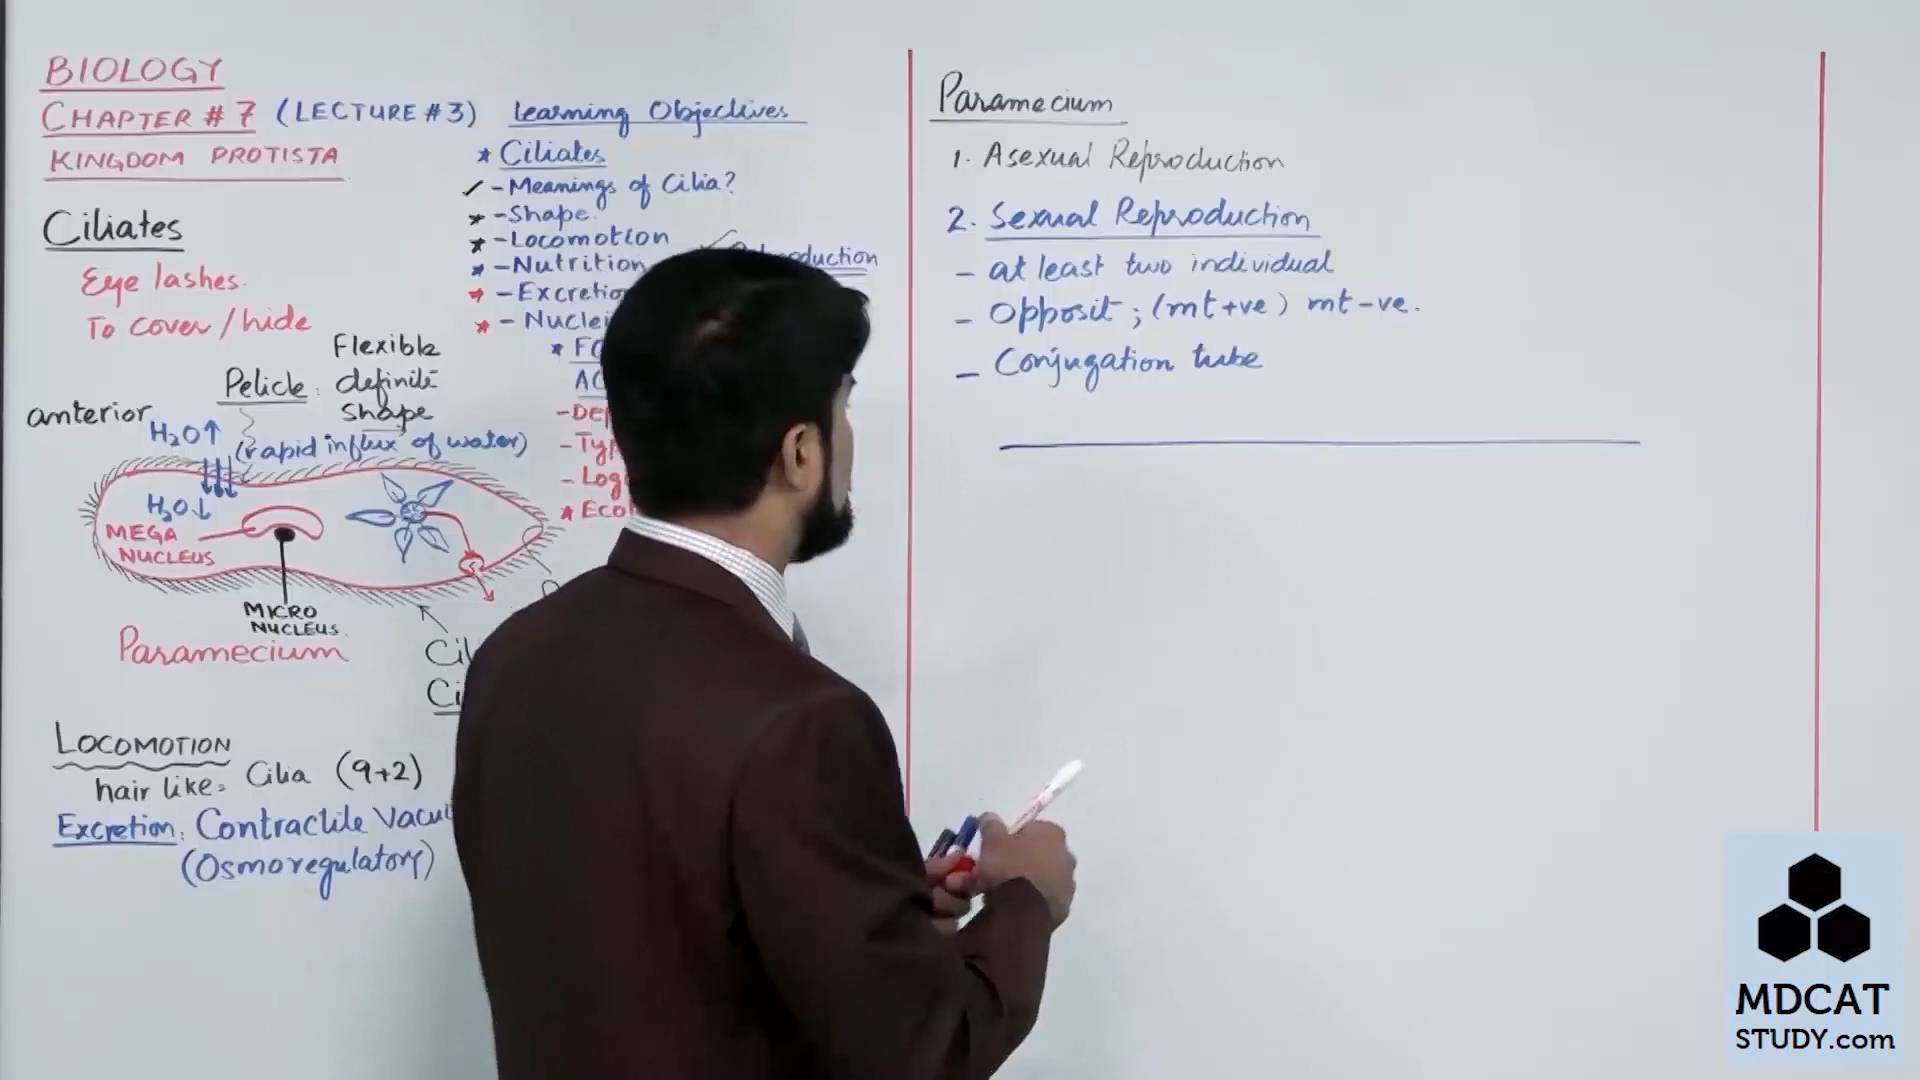 BIOLOGY
CHAPTER # 7 (LECTURE # 3)
KINGDOM PROTISTA
Learning Objectives
* Ciliates
- Meanings of Cilia?
* - Shape.
* - Locomotion
* - Nutrition
- Excretio
* - Nuclei
Ciliates
Eye lashes.
To cover / hide
Pelicle : Flexible
definite
shape
anterior
H2O↑
(rapid influx of water)
H2O↓
MEGA
NUCLEUS
MICRO
NUCLEUS.
Paramecium
LOCOMOTION
hair like = Cilia (9+2)
Excretion: Contractile Vacu
(Osmoregulatory)
Paramecium
1. Asexual Reproduction
2. Sexual Reproduction
- at least two individual
- Opposit ; (mt+ve) mt-ve.
- Conjugation tube
MDCAT
STUDY.com